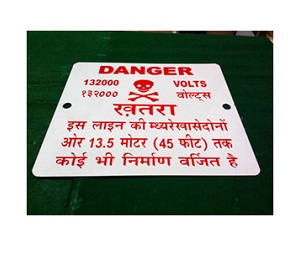 DANGER
132000 VOLTS
१३२००० वोल्ट्स
खतरा
इस लाइन की मध्यरेखासेदोनों
ओर 13.5 मीटर (45 फीट) तक
कोई भी निर्माण वर्जित है